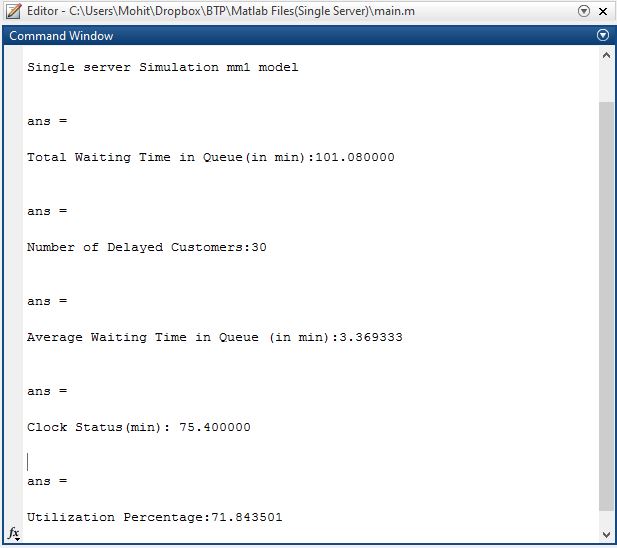 Editor - C:\Users\Mohit\Dropbox\BTP\Matlab Files(Single Server)\main.m
Command Window
Single server Simulation mm1 model
ans =
Total Waiting Time in Queue(in min):101.080000
ans =
Number of Delayed Customers:30
ans =
Average Waiting Time in Queue (in min):3.369333
ans =
Clock Status(min): 75.400000
ans =
Utilization Percentage:71.843501
fx